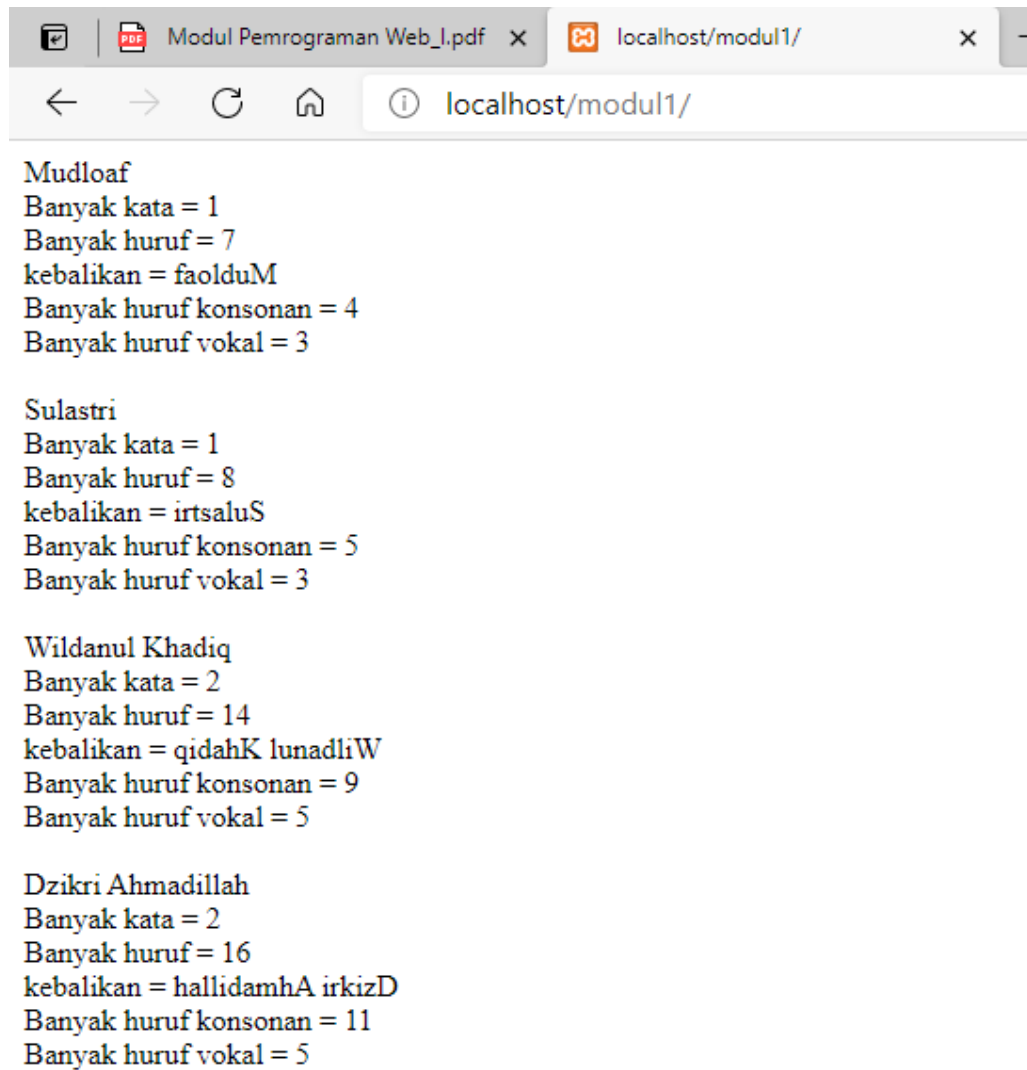 Modul Pemrograman Web_I.pdf
localhost/modul1/
localhost/modul1/
Mudloaf
Banyak kata = 1
Banyak huruf = 7
kebalikan = faolduM
Banyak huruf konsonan = 4
Banyak huruf vokal = 3
Sulastri
Banyak kata = 1
Banyak huruf = 8
kebalikan = irtsaluS
Banyak huruf konsonan = 5
Banyak huruf vokal = 3
Wildanul Khadiq
Banyak kata = 2
Banyak huruf = 14
kebalikan = qidahK lunadliW
Banyak huruf konsonan = 9
Banyak huruf vokal = 5
Dzikri Ahmadillah
Banyak kata = 2
Banyak huruf = 16
kebalikan = hallidamhA irkizD
Banyak huruf konsonan = 11
Banyak huruf vokal = 5